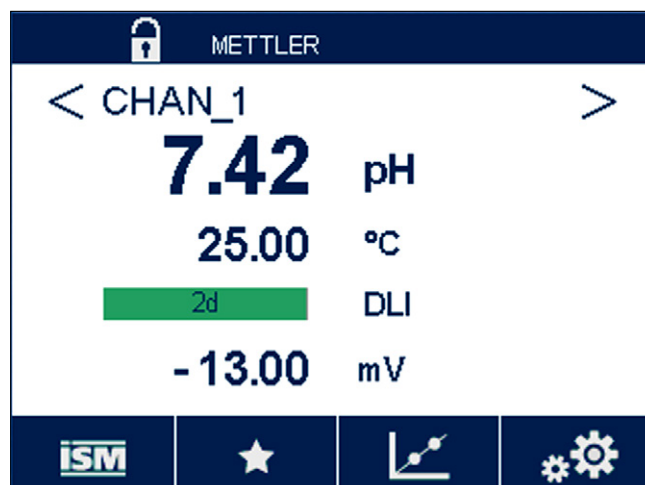 METTLER
< CHAN_1 >
7.42 pH
25.00 °C
2d DLI
- 13.00 mV
ISM